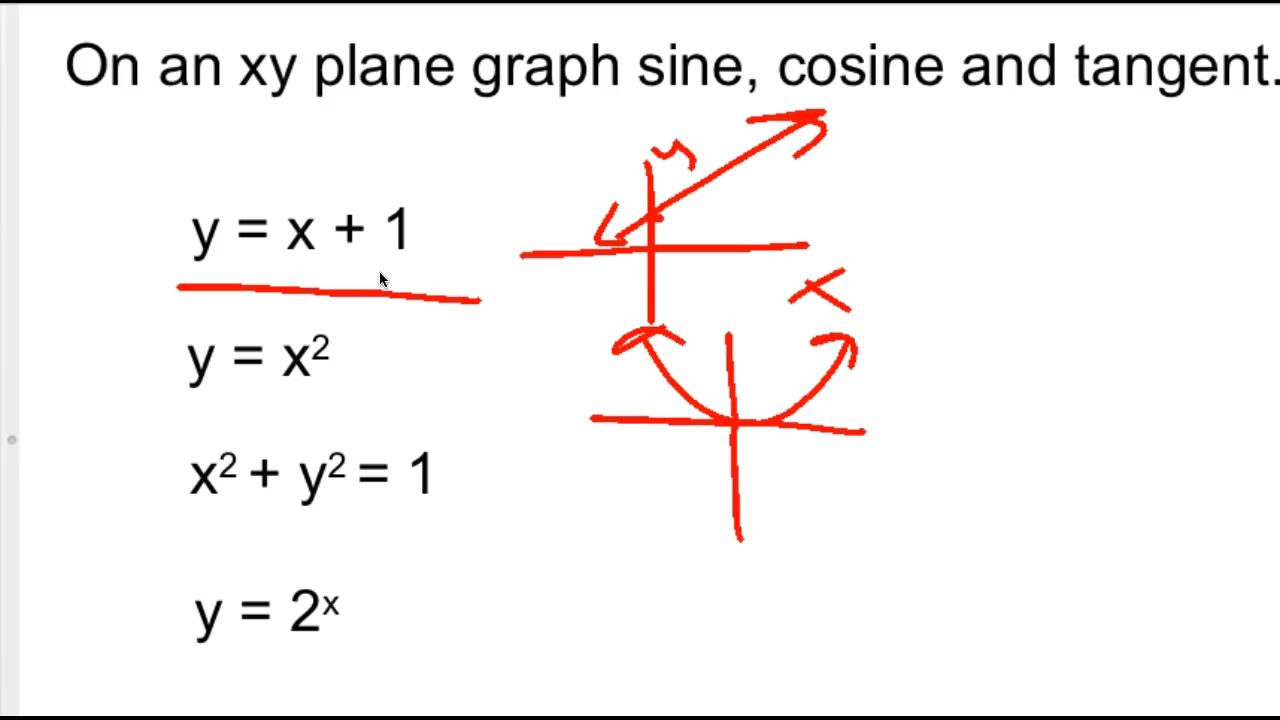 On an xy plane graph sine, cosine and tangent.
y
y = x + 1
x
y = x²
x² + y² = 1
y = 2ˣ